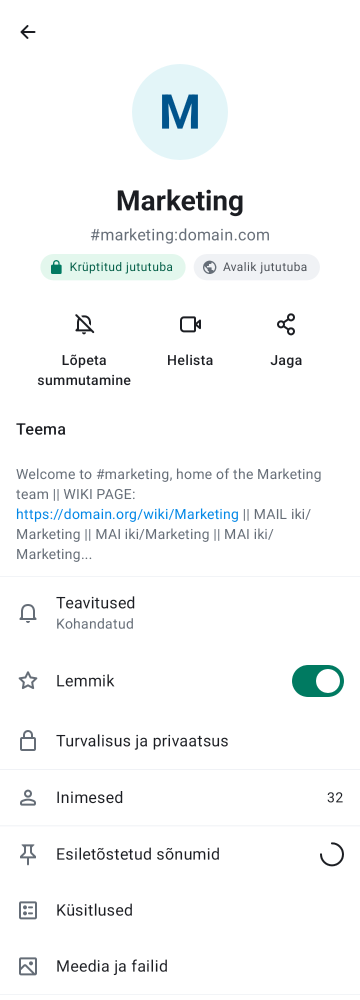 M
Marketing
#marketing:domain.com
Krüptitud jututuba
Avalik jututuba
Lõpeta
summutamine
Helista
Jaga
Teema
Welcome to #marketing, home of the Marketing
team || WIKI PAGE:
https://domain.org/wiki/Marketing || MAIL iki/
Marketing || MAI iki/Marketing || MAI iki/
Marketing...
Teavitused
Kohandatud
Lemmik
Turvalisus ja privaatsus
Inimesed
32
Esiletõstetud sõnumid
Küsitlused
Meedia ja failid